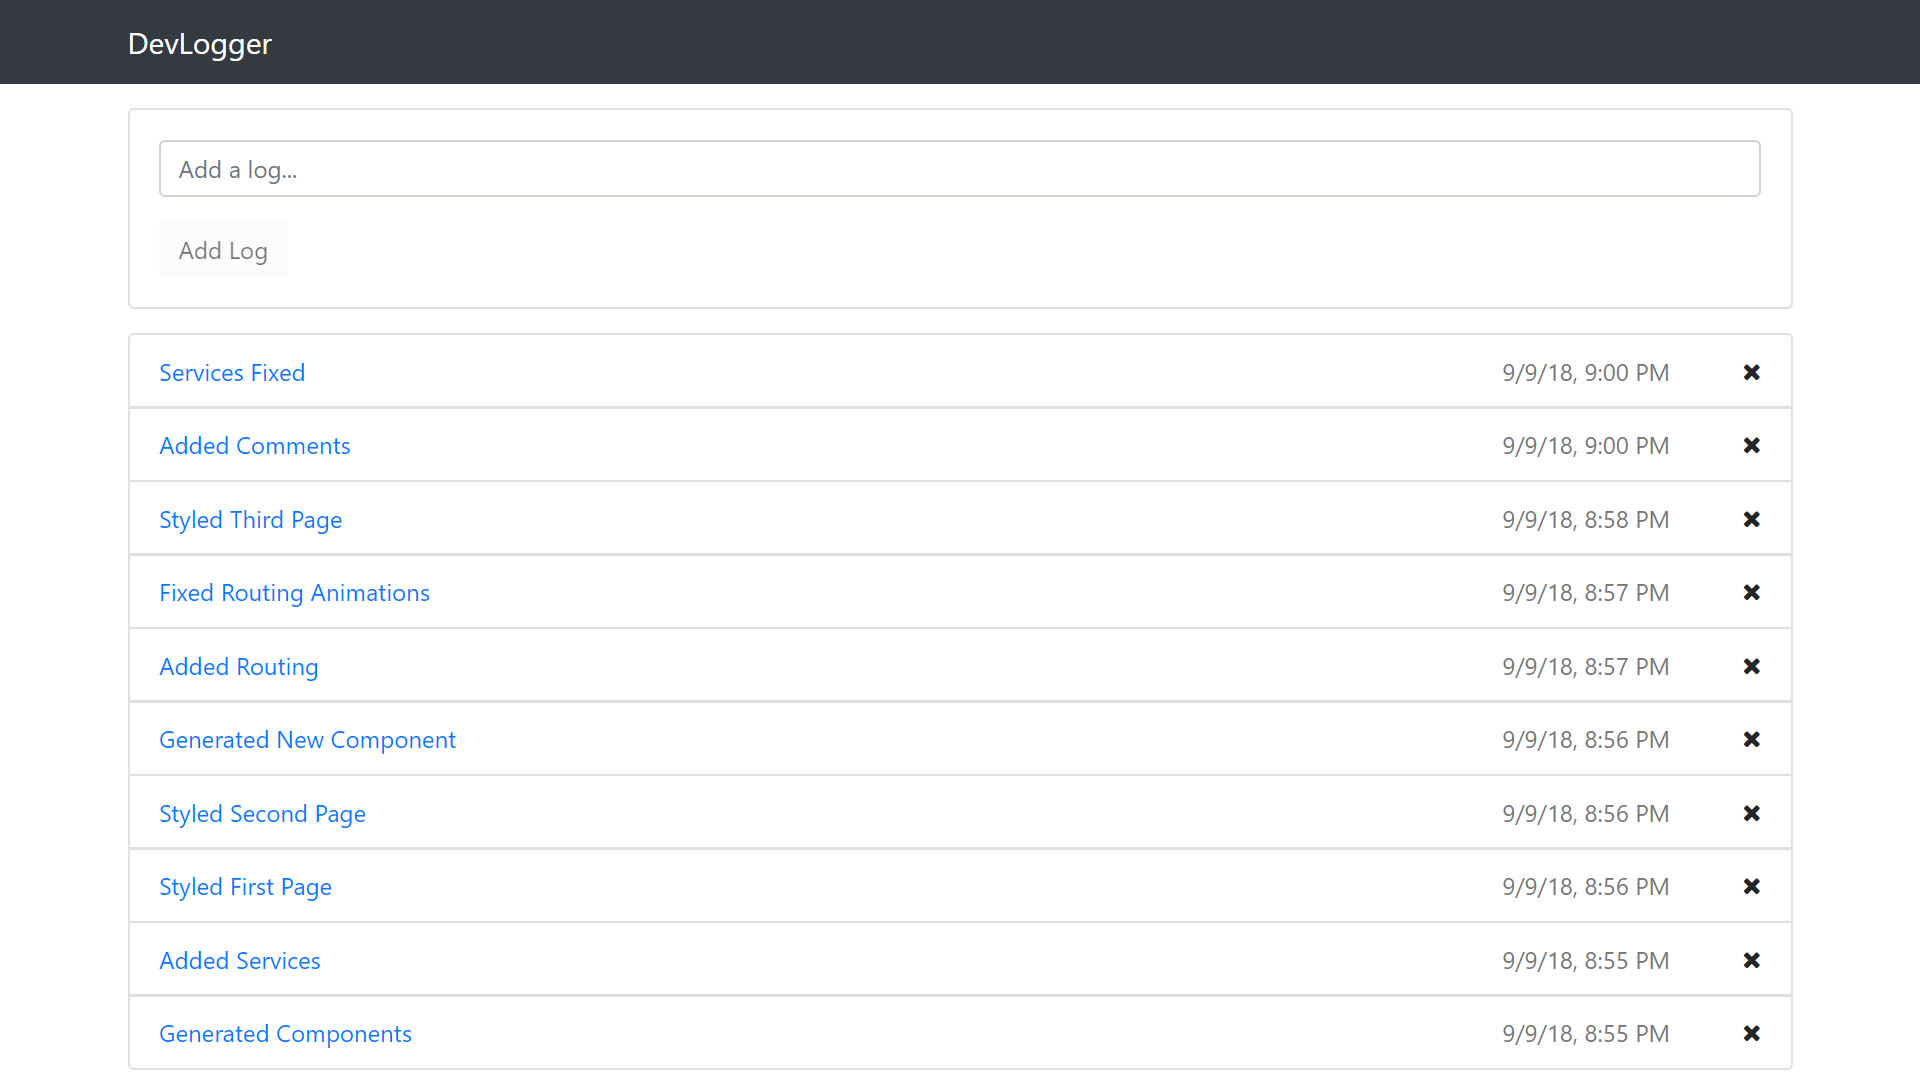 DevLogger
Add a log...
Add Log
Services Fixed 9/9/18, 9:00 PM
Added Comments 9/9/18, 9:00 PM
Styled Third Page 9/9/18, 8:58 PM
Fixed Routing Animations 9/9/18, 8:57 PM
Added Routing 9/9/18, 8:57 PM
Generated New Component 9/9/18, 8:56 PM
Styled Second Page 9/9/18, 8:56 PM
Styled First Page 9/9/18, 8:56 PM
Added Services 9/9/18, 8:55 PM
Generated Components 9/9/18, 8:55 PM